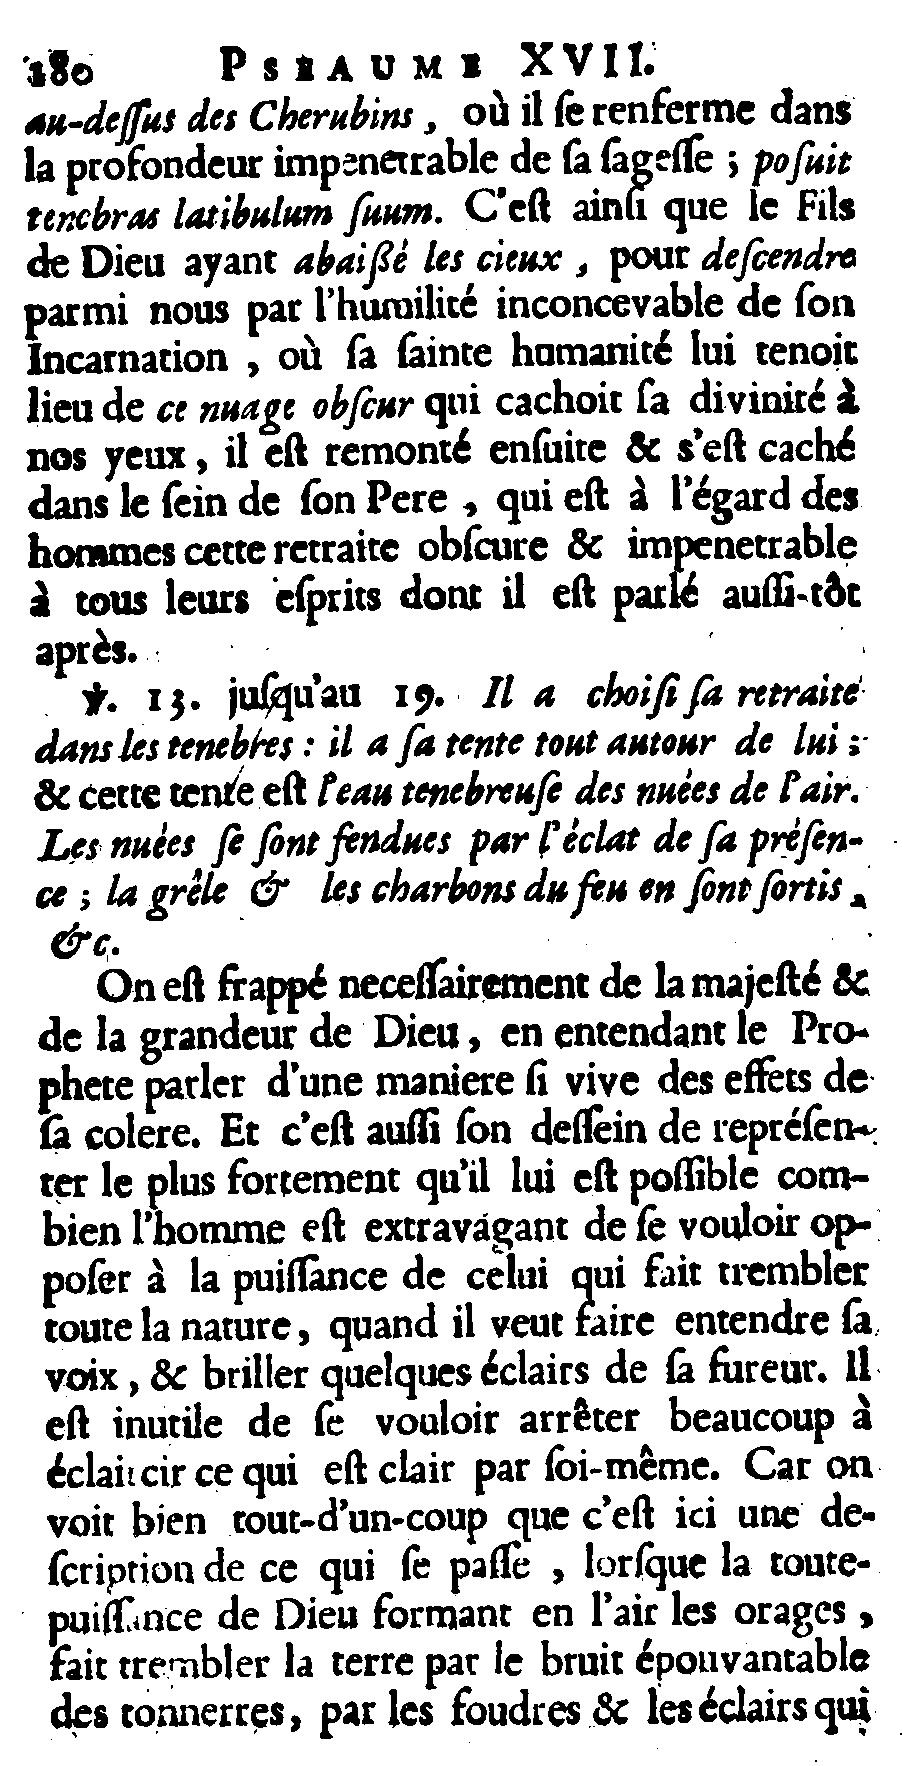 180 PSEAUME XVII.
au-deſſus des Cherubins, où il ſe renferme dans
la profondeur impenetrable de ſa ſageſſe ; poſuit
tenebras latibulum ſuum. C'eſt ainſi que le Fils
de Dieu ayant abaißé les cieux, pour deſcendre
parmi nous par l'humilité inconcevable de ſon
Incarnation, où ſa ſainte humanité lui tenoit
lieu de ce nuage obſcur qui cachoit ſa divinité à
nos yeux, il eſt remonté enſuite & s'eſt caché
dans le ſein de ſon Pere, qui eſt à l'égard des
hommes cette retraite obſcure & impenetrable
à tous leurs eſprits dont il eſt parlé auſſi-tôt
après.
℣. 13. juſqu'au 19. Il a choiſi ſa retraite
dans les tenebres : il a ſa tente tout autour de lui ;
& cette tente eſt l'eau tenebreuſe des nuées de l'air.
Les nuées ſe ſont fendues par l'éclat de ſa préſen-
ce ; la grêle & les charbons du feu en ſont ſortis,
&c.
On eſt frappé neceſſairement de la majeſté &
de la grandeur de Dieu, en entendant le Pro-
phete parler d'une maniere ſi vive des effets de
ſa colere. Et c'eſt auſſi ſon deſſein de repréſen-
ter le plus fortement qu'il lui eſt poſſible com-
bien l'homme eſt extravagant de ſe vouloir op-
poſer à la puiſſance de celui qui fait trembler
toute la nature, quand il veut faire entendre ſa
voix, & briller quelques éclairs de ſa fureur. Il
eſt inutile de ſe vouloir arrêter beaucoup à
éclaircir ce qui eſt clair par ſoi-même. Car on
voit bien tout-d'un-coup que c'eſt ici une de-
ſcription de ce qui ſe paſſe, lorſque la toute-
puiſſance de Dieu formant en l'air les orages,
fait trembler la terre par le bruit épouvantable
des tonnerres, par les foudres & les éclairs qui